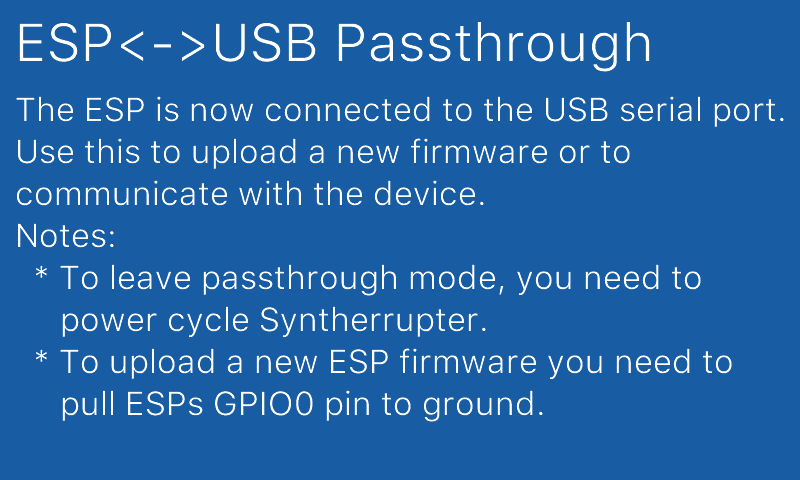 ESP<->USB Passthrough
The ESP is now connected to the USB serial port.
Use this to upload a new firmware or to
communicate with the device.
Notes:
* To leave passthrough mode, you need to
power cycle Syntherrupter.
* To upload a new ESP firmware you need to
pull ESPs GPIO0 pin to ground.